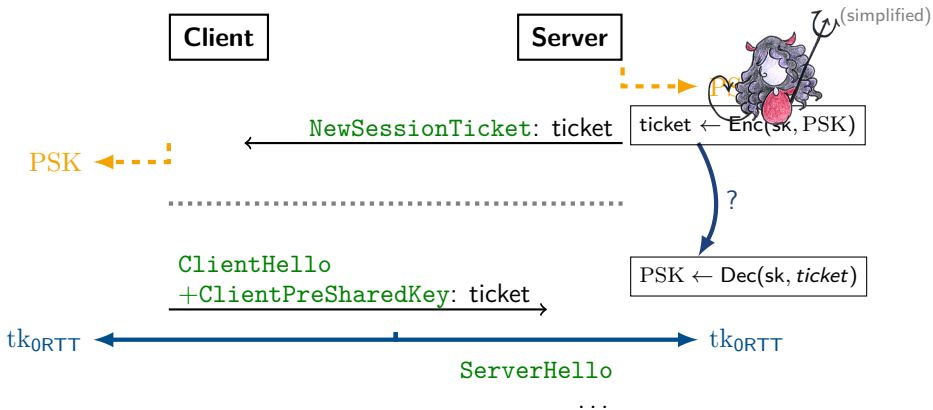 (simplified)
Client Server
PS
ticket ← Enc(sk, PSK)
NewSessionTicket: ticket
PSK
?
ClientHello
+ClientPreSharedKey: ticket
PSK ← Dec(sk, ticket)
tk0RTT tk0RTT
ServerHello
...